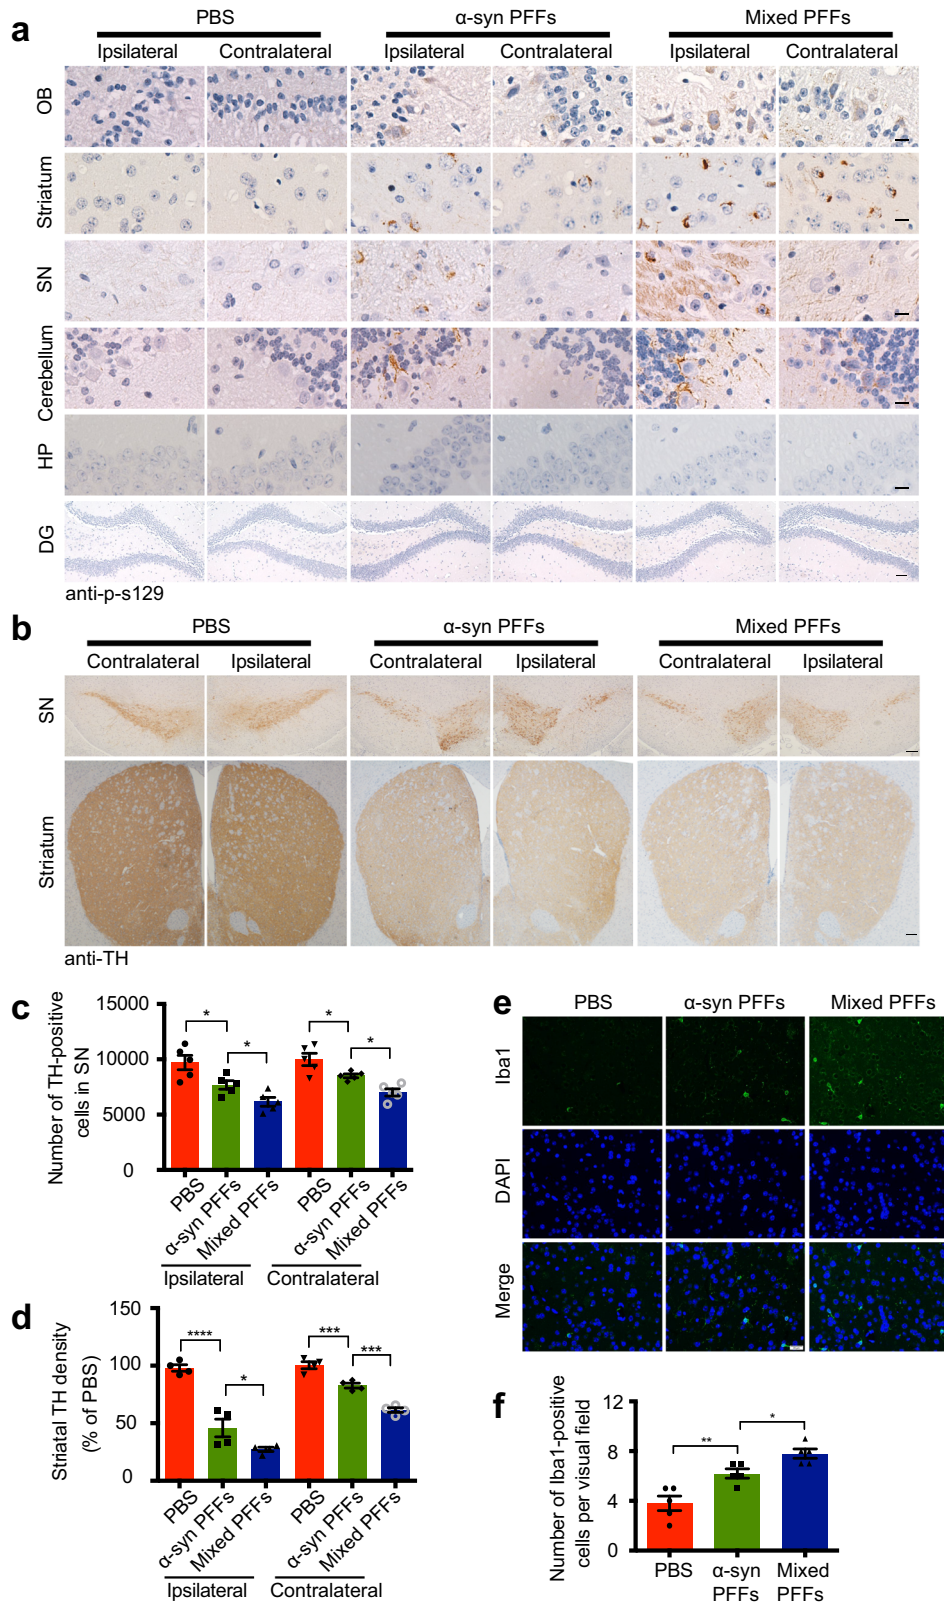 a
PBS α-syn PFFs Mixed PFFs
Ipsilateral Contralateral Ipsilateral Contralateral Ipsilateral Contralateral
OB
Striatum
SN
Cerebellum
HP
DG
anti-p-s129
b
PBS α-syn PFFs Mixed PFFs
Contralateral Ipsilateral Contralateral Ipsilateral Contralateral Ipsilateral
SN
Striatum
anti-TH
c
Number of TH-positive
cells in SN
15000
10000
5000
0
* * * *
PBS α-syn PFFs Mixed PFFs PBS α-syn PFFs Mixed PFFs
Ipsilateral Contralateral
d
Striatal TH density
(% of PBS)
150
100
50
0
**** * *** ***
PBS α-syn PFFs Mixed PFFs PBS α-syn PFFs Mixed PFFs
Ipsilateral Contralateral
e
PBS α-syn PFFs Mixed PFFs
Iba1
DAPI
Merge
f
Number of Iba1-positive
cells per visual field
12
8
4
0
** *
PBS α-syn Mixed
PFFs PFFs